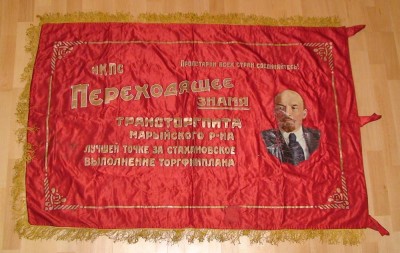 НКПС
Пролетарии всех стран соединяйтесь!
Переходящее
знамя
Трансторгпита
Марьинского р-на
лучшей точке за стахановское
выполнение торгфинплана